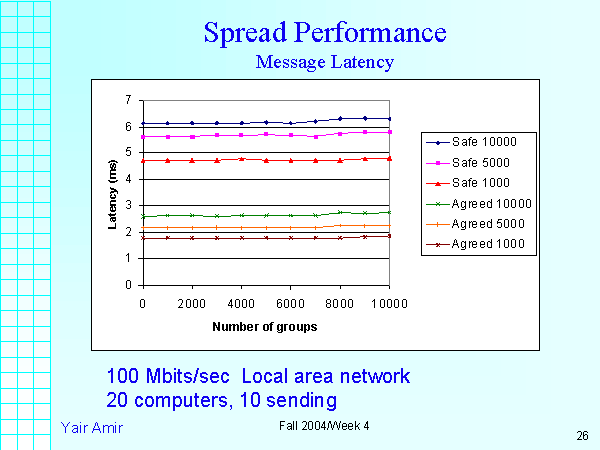 Spread Performance
Message Latency
7
6
5
4
3
2
1
0
Latency (ms)
0 2000 4000 6000 8000 10000
Number of groups
Safe 10000
Safe 5000
Safe 1000
Agreed 10000
Agreed 5000
Agreed 1000
100 Mbits/sec Local area network
20 computers, 10 sending
Yair Amir
Fall 2004/Week 4
26